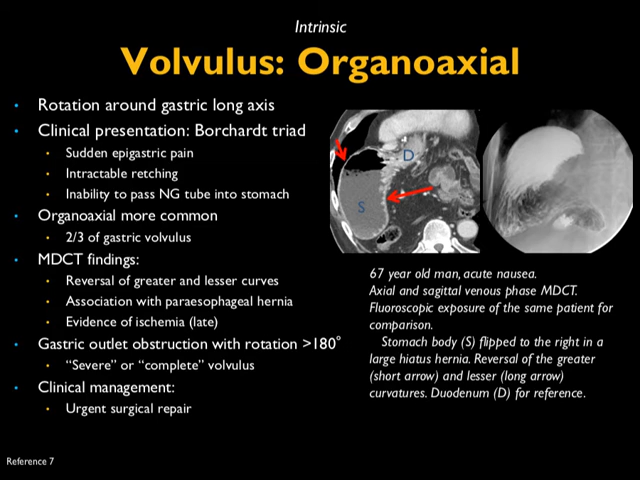 Intrinsic
Volvulus: Organoaxial
• Rotation around gastric long axis
• Clinical presentation: Borchardt triad
• Sudden epigastric pain
• Intractable retching
• Inability to pass NG tube into stomach
• Organoaxial more common
• 2/3 of gastric volvulus
• MDCT findings:
• Reversal of greater and lesser curves
• Association with paraesophageal hernia
• Evidence of ischemia (late)
• Gastric outlet obstruction with rotation >180°
• “Severe” or “complete” volvulus
• Clinical management:
• Urgent surgical repair
D
S
67 year old man, acute nausea.
Axial and sagittal venous phase MDCT.
Fluoroscopic exposure of the same patient for
comparison.
Stomach body (S) flipped to the right in a
large hiatus hernia. Reversal of the greater
(short arrow) and lesser (long arrow)
curvatures. Duodenum (D) for reference.
Reference 7